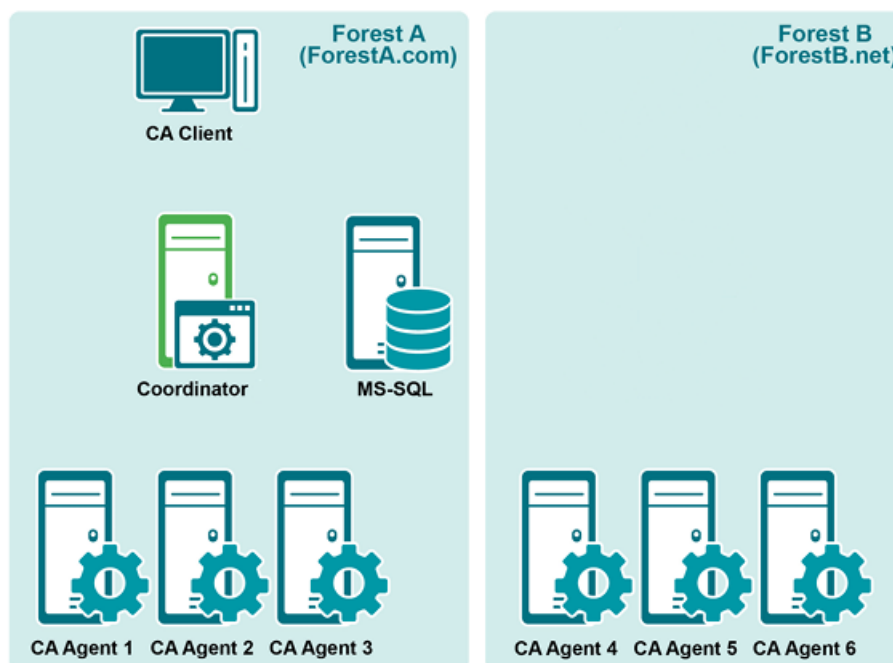 Forest A
(ForestA.com)
Forest B
(ForestB.net)
CA Client
Coordinator
MS-SQL
CA Agent 1
CA Agent 2
CA Agent 3
CA Agent 4
CA Agent 5
CA Agent 6